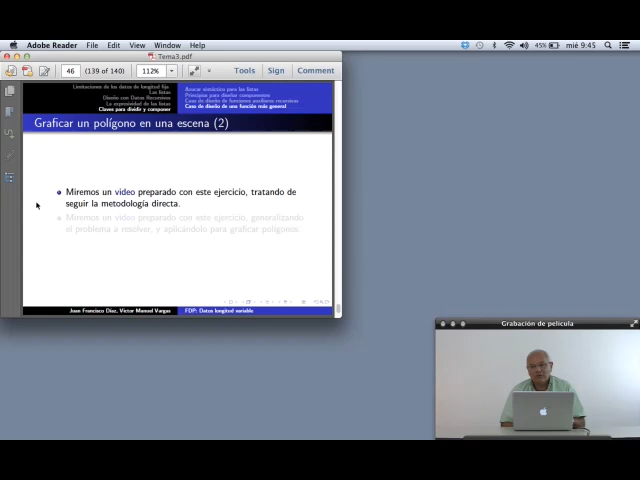 Adobe Reader File Edit View Window Help 45% mié 9:45
Tema3.pdf
46 (139 of 140) 112% Tools Sign Comment
Limitaciones de los datos de longitud fija
Las listas
Diseño con Datos Recursivos
La expresividad de las listas
Claves para dividir y componer
Azucar sintáctico para las listas
Principios para diseñar componentes
Caso de diseño de funciones auxiliares recursivas
Caso de diseño de una función más general
Graficar un polígono en una escena (2)
Miremos un video preparado con este ejercicio, tratando de
seguir la metodología directa.
Miremos un video preparado con este ejercicio, generalizando
el problema a resolver, y aplicándolo para graficar polígonos.
Juan Francisco Díaz, Victor Manuel Vargas FDP: Datos longitud variable
Grabación de película